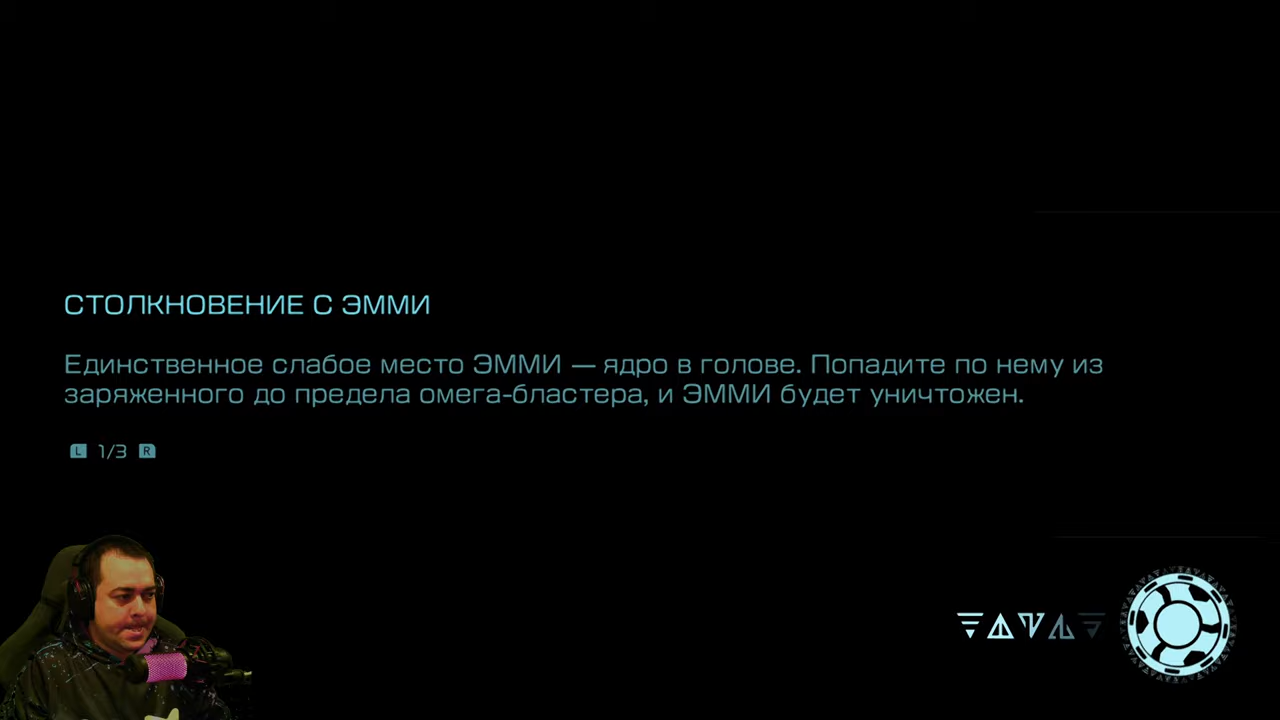 СТОЛКНОВЕНИЕ С ЭММИ
Единственное слабое место ЭММИ — ядро в голове. Попадите по нему из
заряженного до предела омега-бластера, и ЭММИ будет уничтожен.
L 1/3 R